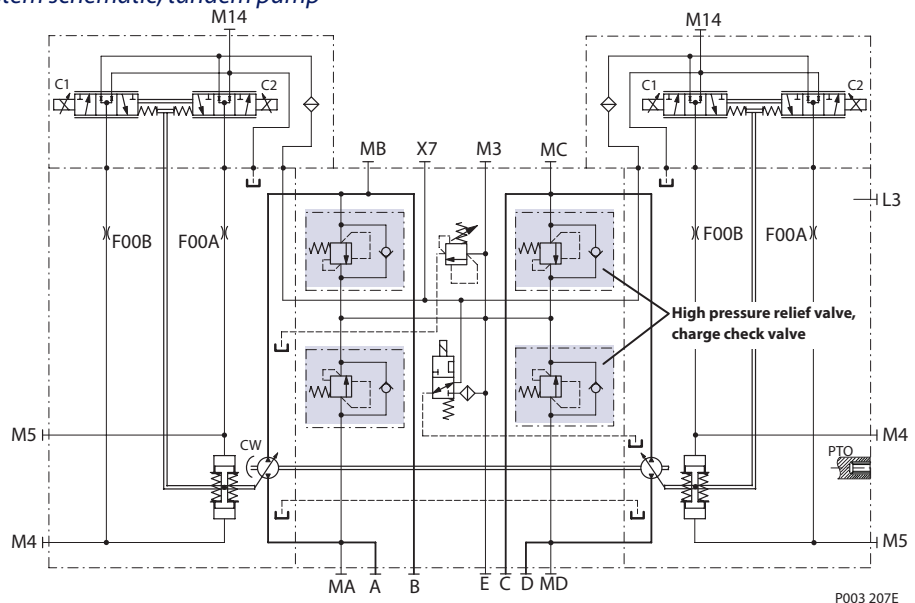 tem schematic, tandem pump
M14 M14
C1 C2 C1 C2
MB X7 M3 MC
L3
F00B F00A F00B F00A
High pressure relief valve,
charge check valve
M5 M4
CW PTO
M4 M5
MA A B E C D MD
P003 207E